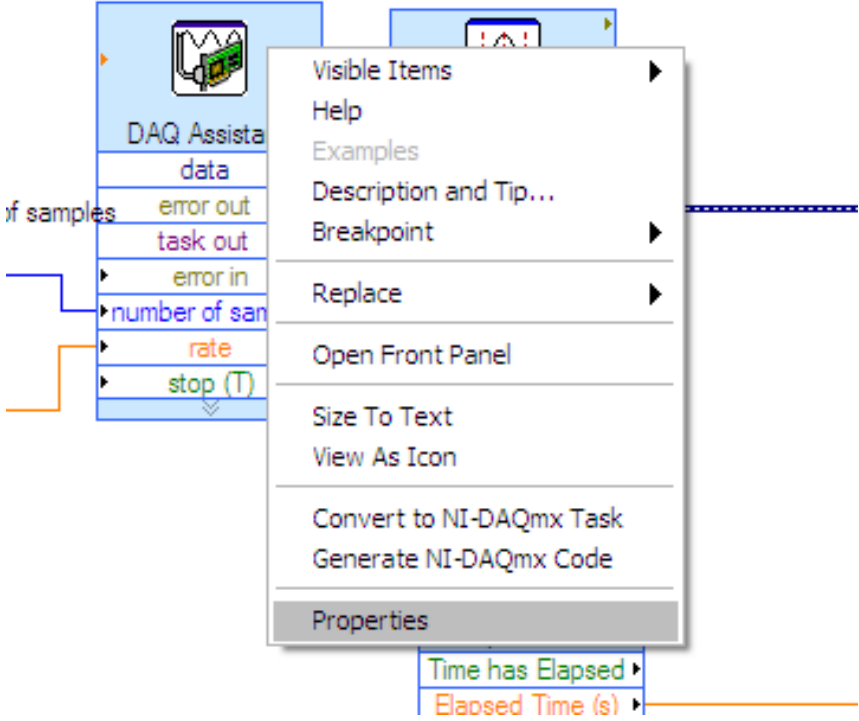 DAQ Assista
data
error out
of samples
task out
error in
number of sam
rate
stop (T)
Visible Items
Help
Examples
Description and Tip...
Breakpoint
Replace
Open Front Panel
Size To Text
View As Icon
Convert to NI-DAQmx Task
Generate NI-DAQmx Code
Properties
Time has Elapsed
Elapsed Time (s)